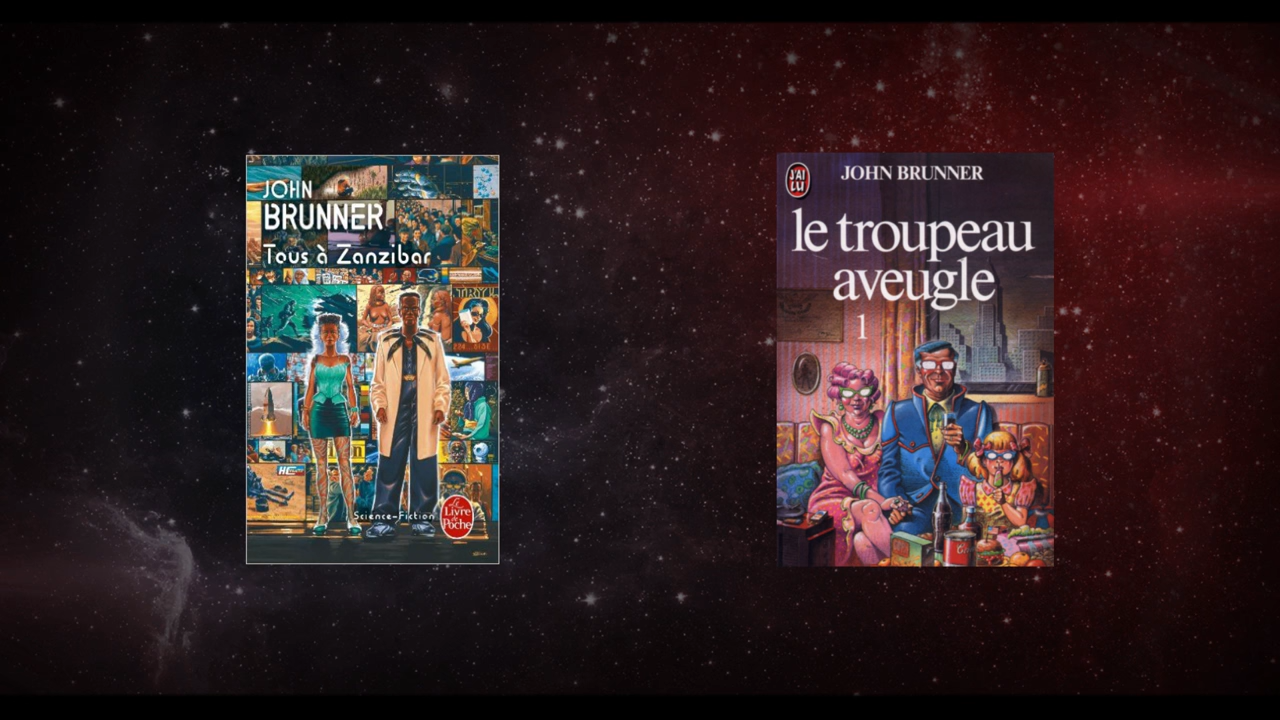 JOHN
BRUNNER
Tous à Zanzibar
Science-Fiction
Le
Livre
de
Poche
J'AI
LU
JOHN BRUNNER
le troupeau
aveugle
1